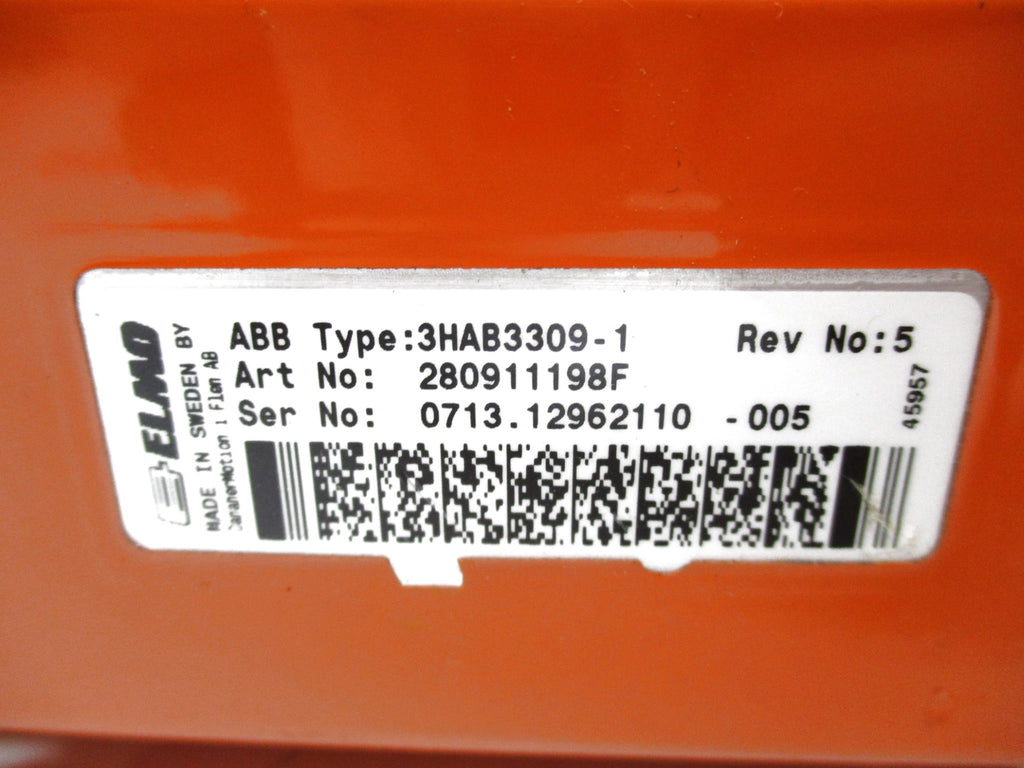 ABB Type:3HAB3309-1 Rev No:5
Art No: 280911198F
Ser No: 0713.12962110 -005
45957
ELMO
MADE IN SWEDEN BY
DanaherMotion i Flen AB